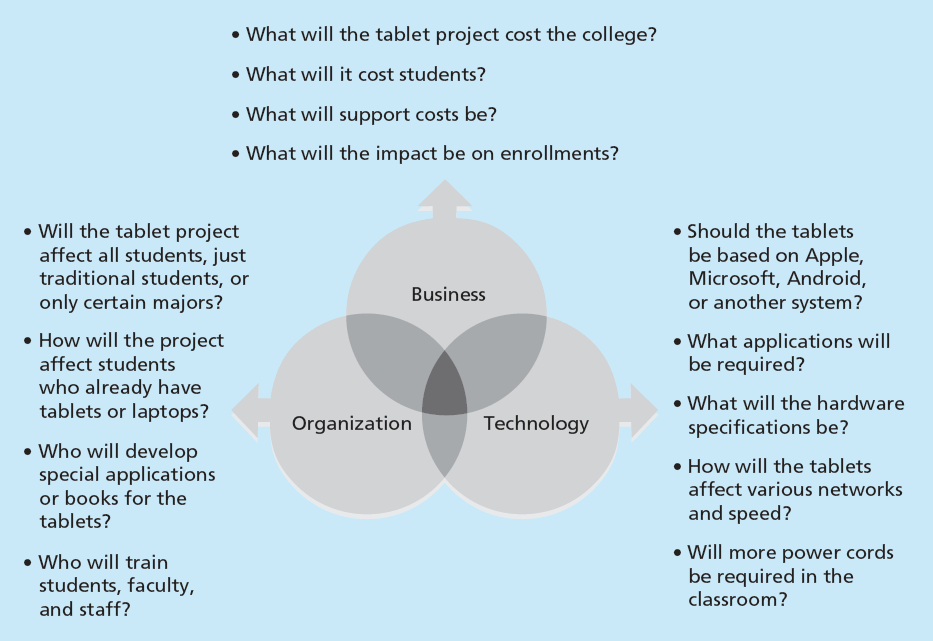 • What will the tablet project cost the college?
• What will it cost students?
• What will support costs be?
• What will the impact be on enrollments?
• Will the tablet project
affect all students, just
traditional students, or
only certain majors?
• How will the project
affect students
who already have
tablets or laptops?
• Who will develop
special applications
or books for the
tablets?
• Who will train
students, faculty,
and staff?
Business
Organization
Technology
• Should the tablets
be based on Apple,
Microsoft, Android,
or another system?
• What applications will
be required?
• What will the hardware
specifications be?
• How will the tablets
affect various networks
and speed?
• Will more power cords
be required in the
classroom?